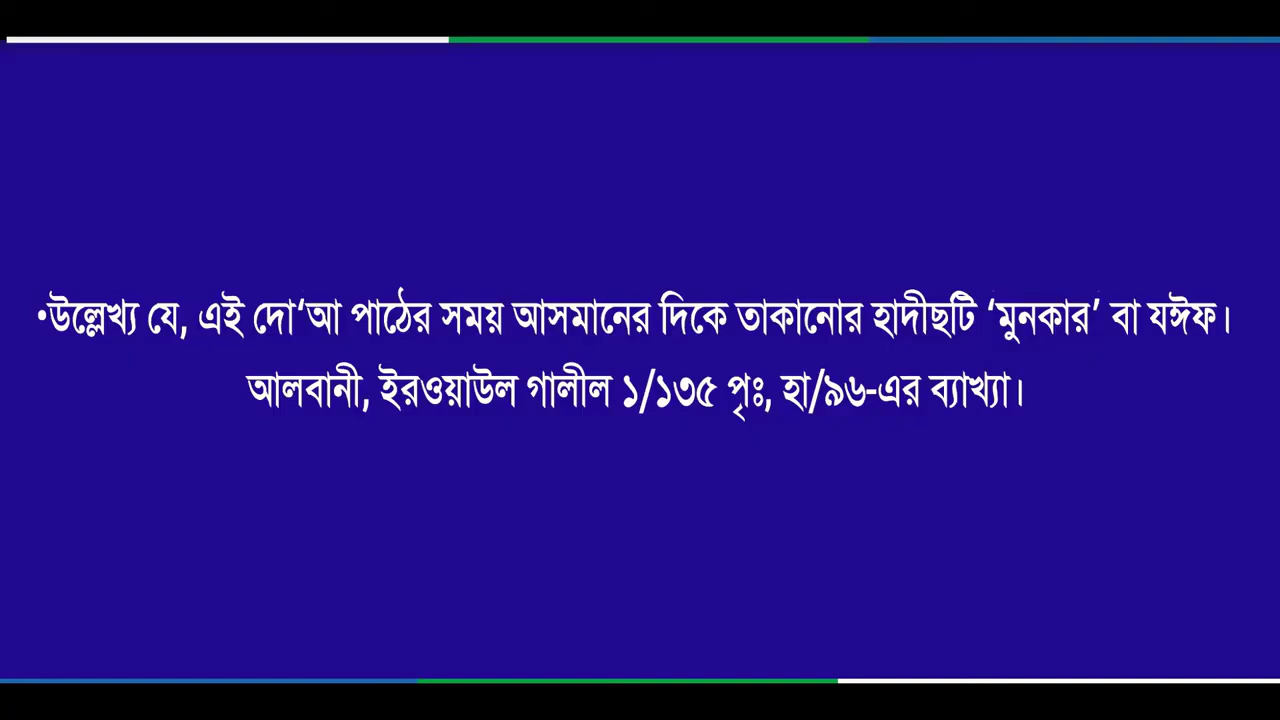 •উল্লেখ্য যে, এই দো‘আ পাঠের সময় আসমানের দিকে তাকানোর হাদীছটি ‘মুনকার’ বা যঈফ।
আলবানী, ইরওয়াউল গালীল ১/১৩৫ পৃঃ, হা/৯৬-এর ব্যাখ্যা।